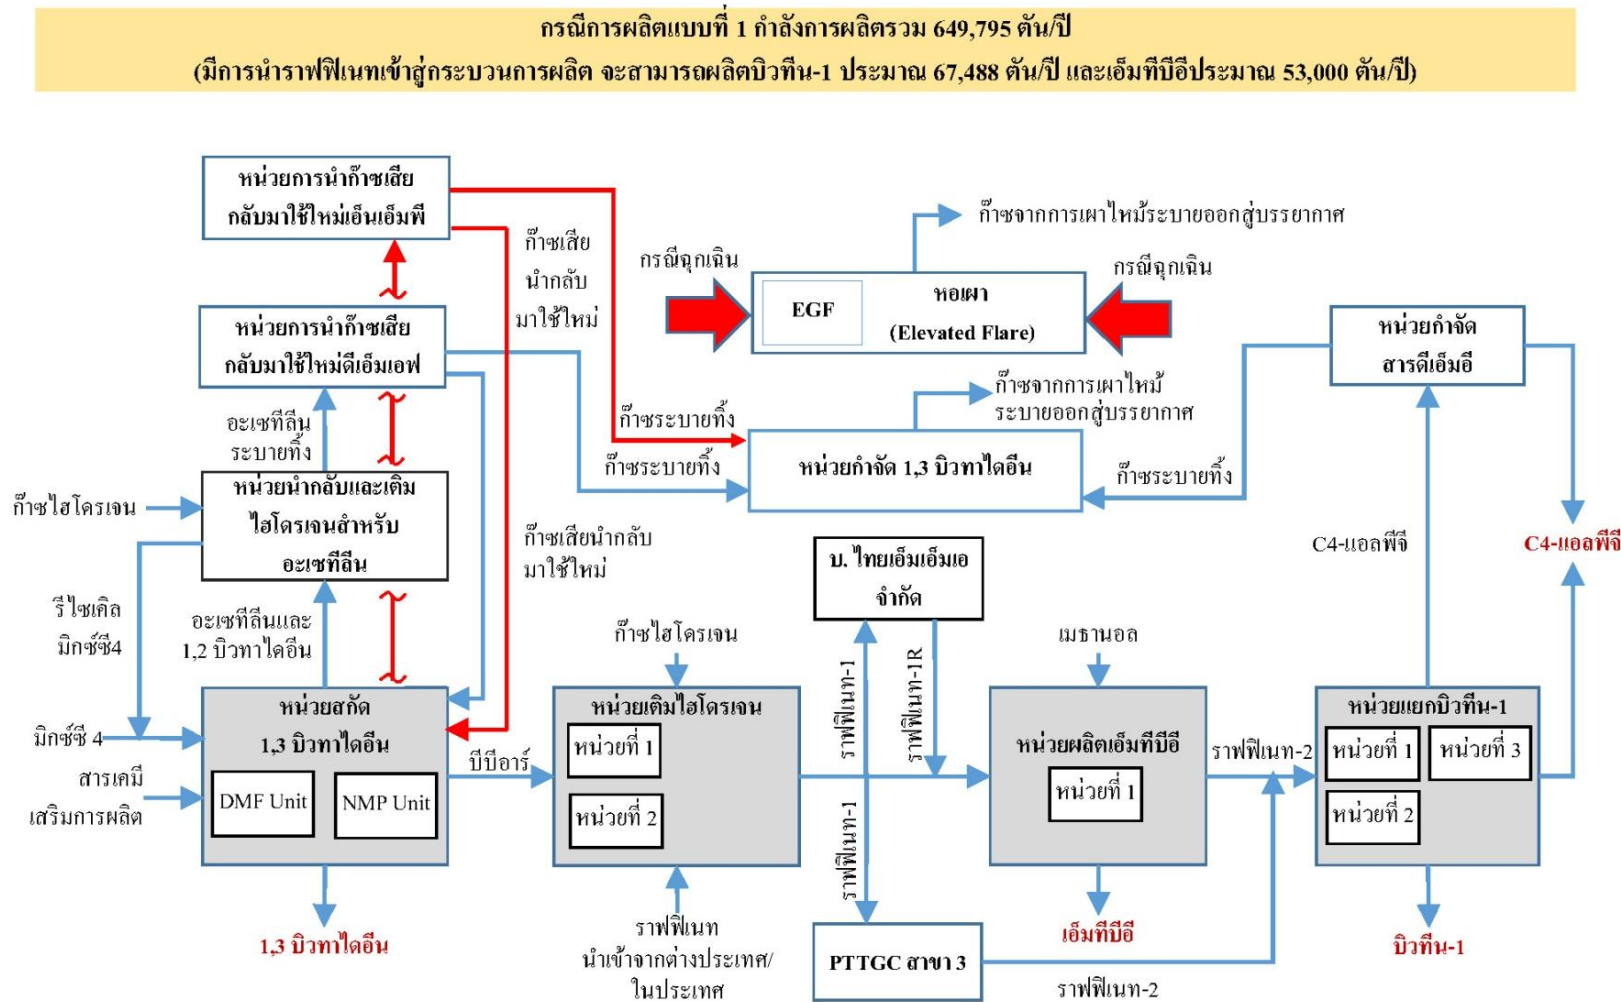 กรณีการผลิตแบบที่ 1 กำลังการผลิตรวม 649,795 ตัน/ปี
(มีการนำราฟฟิเนทเข้าสู่กระบวนการผลิต จะสามารถผลิตบิวทีน-1 ประมาณ 67,488 ตัน/ปี และเอ็มทีบีอีประมาณ 53,000 ตัน/ปี)
หน่วยการนำก๊าซเสีย
กลับมาใช้ใหม่เอ็นเอ็มพี
ก๊าซเสีย
นำกลับ
มาใช้ใหม่
ก๊าซจากการเผาไหม้ระบายออกสู่บรรยากาศ
กรณีฉุกเฉิน
กรณีฉุกเฉิน
EGF
หอเผา
(Elevated Flare)
หน่วยการนำก๊าซเสีย
กลับมาใช้ใหม่ดีเอ็มเอฟ
หน่วยกำจัด
สารดีเอ็มอี
ก๊าซจากการเผาไหม้
ระบายออกสู่บรรยากาศ
อะเซทีลีน
ระบายทิ้ง
ก๊าซระบายทิ้ง
ก๊าซระบายทิ้ง
หน่วยกำจัด 1,3 บิวทาไดอีน
ก๊าซระบายทิ้ง
ก๊าซไฮโดรเจน
หน่วยนำกลับและเติม
ไฮโดรเจนสำหรับ
อะเซทีลีน
ก๊าซเสียนำกลับ
มาใช้ใหม่
บ. ไทยเอ็มเอ็มเอ
จำกัด
C4-แอลพีจี
C4-แอลพีจี
รีไซเคิล
มิกซ์ซี4
อะเซทีลีนและ
1,2 บิวทาไดอีน
ก๊าซไฮโดรเจน
ราฟฟิเนท-1
ราฟฟิเนท-1R
เมธานอล
หน่วยสกัด
1,3 บิวทาไดอีน
DMF Unit
NMP Unit
มิกซ์ซี 4
สารเคมี
เสริมการผลิต
บีบีอาร์
หน่วยเติมไฮโดรเจน
หน่วยที่ 1
หน่วยที่ 2
ราฟฟิเนท-1
หน่วยผลิตเอ็มทีบีอี
หน่วยที่ 1
ราฟฟิเนท-2
หน่วยแยกบิวทีน-1
หน่วยที่ 1
หน่วยที่ 3
หน่วยที่ 2
1,3 บิวทาไดอีน
ราฟฟิเนท
นำเข้าจากต่างประเทศ/
ในประเทศ
PTTGC สาขา 3
เอ็มทีบีอี
ราฟฟิเนท-2
บิวทีน-1